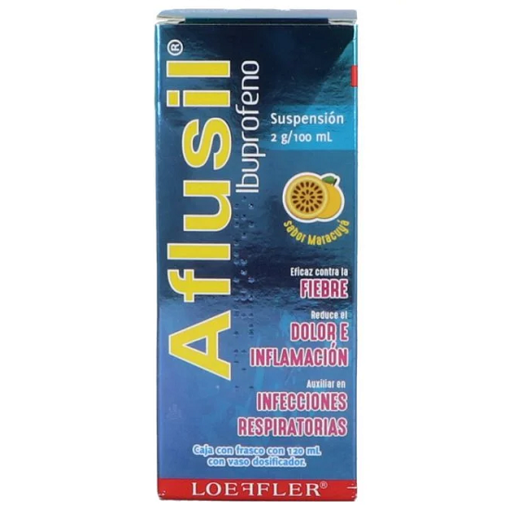 Aflusil®
Ibuprofeno
Suspensión
2 g/100 mL
Sabor Maracuyá
Eficaz contra la
FIEBRE
Reduce el
DOLOR E
INFLAMACIÓN
Auxiliar en
INFECCIONES
RESPIRATORIAS
Caja con frasco con 120 mL
con vaso dosificador.
LOEFFLER®